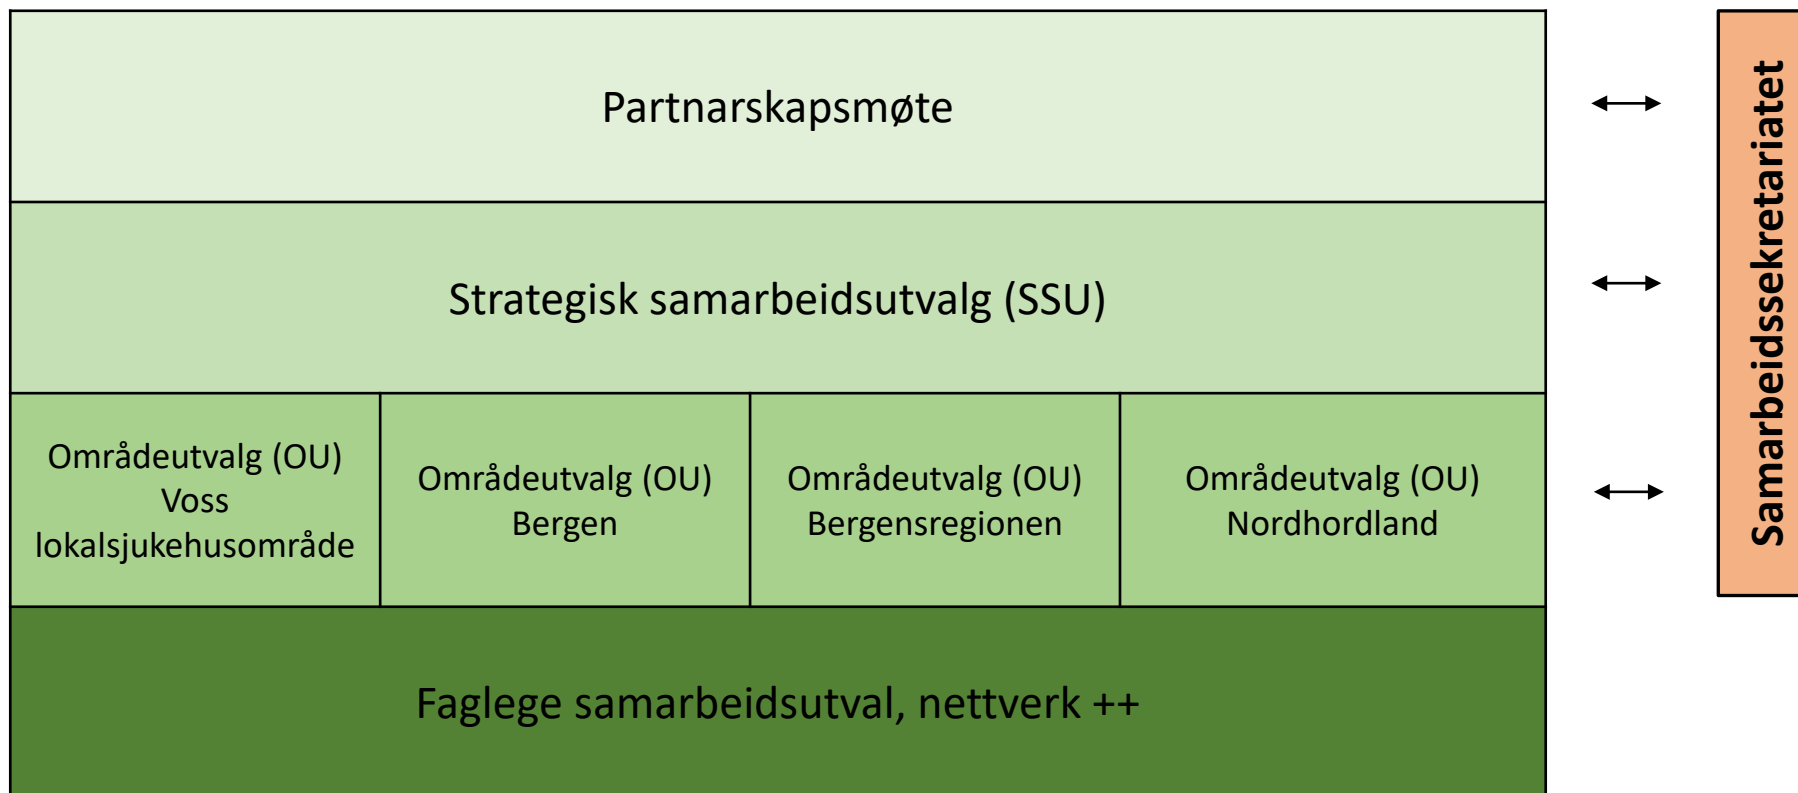 Partnarskapsmøte
Strategisk samarbeidsutvalg (SSU)
Områdeutvalg (OU)
Voss
lokalsjukehusområde
Områdeutvalg (OU)
Bergen
Områdeutvalg (OU)
Bergensregionen
Områdeutvalg (OU)
Nordhordland
Faglege samarbeidsutval, nettverk ++
Samarbeidssekretariatet